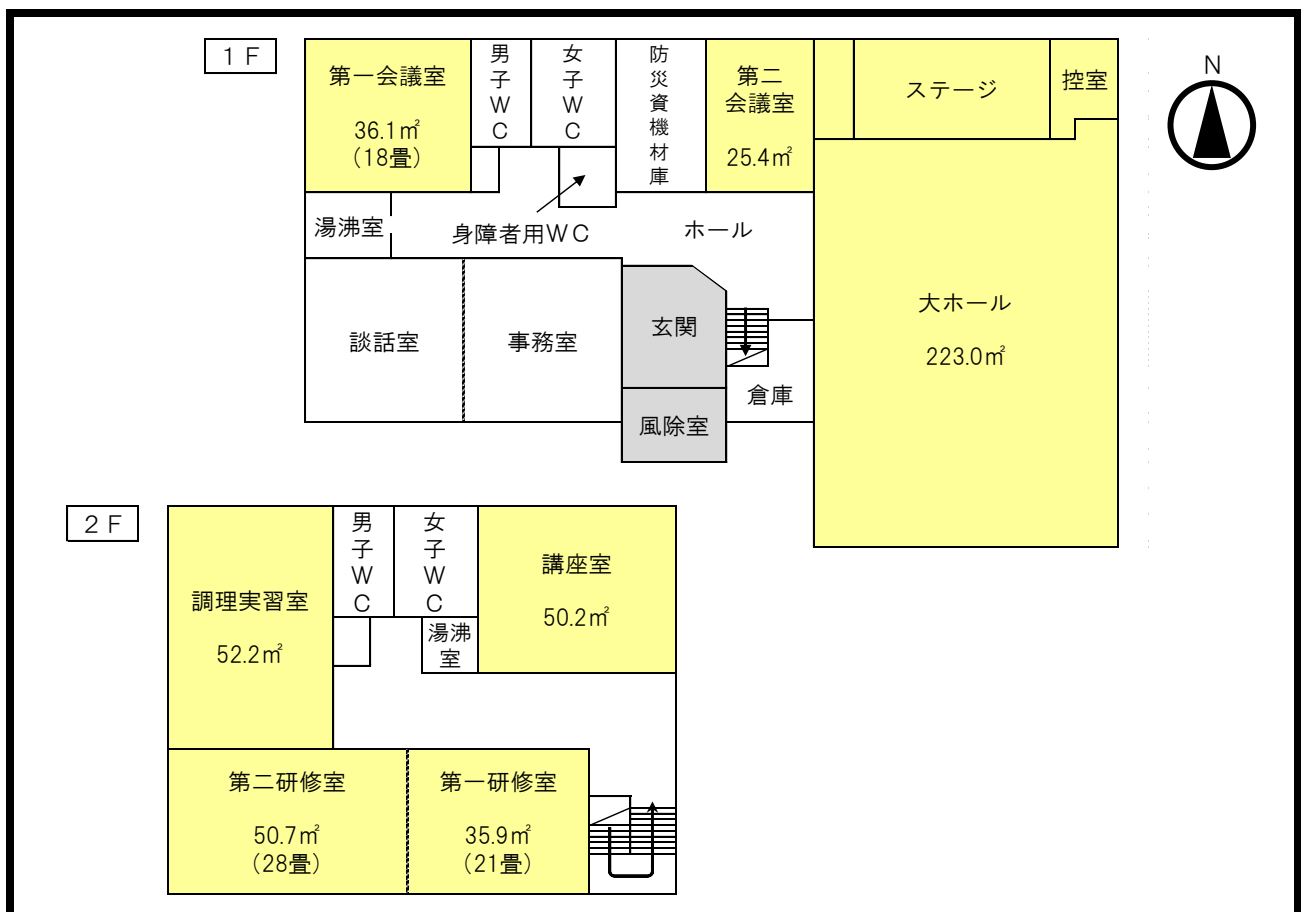 1F
N
第一会議室
36.1㎡
(18畳)
男子WC
女子WC
防災資機材庫
第二
会議室
25.4㎡
ステージ
控室
湯沸室
身障者用WC
ホール
談話室
事務室
玄関
風除室
倉庫
大ホール
223.0㎡
2F
調理実習室
52.2㎡
男子WC
女子WC
湯沸
室
講座室
50.2㎡
第二研修室
50.7㎡
(28畳)
第一研修室
35.9㎡
(21畳)